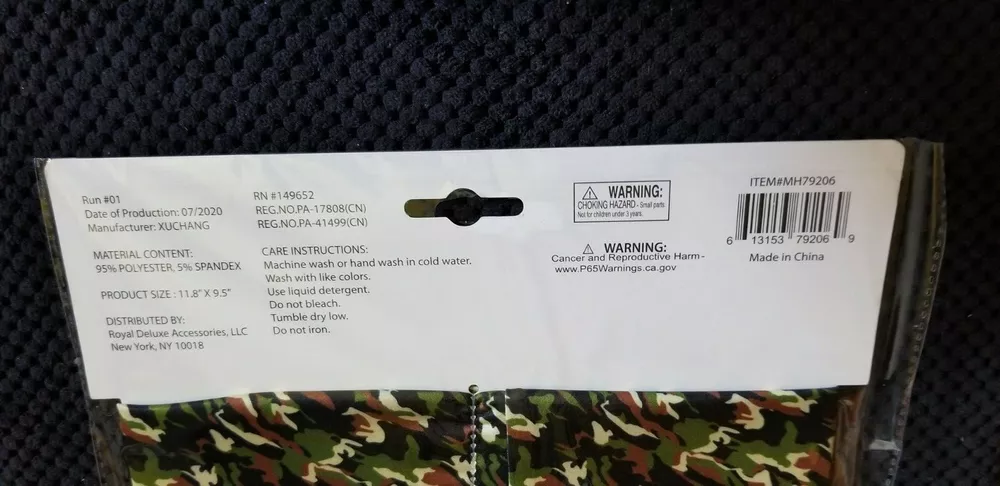 Run #01
Date of Production: 07/2020
Manufacturer: XUCHANG
MATERIAL CONTENT:
95% POLYESTER, 5% SPANDEX
PRODUCT SIZE : 11.8" X 9.5"
DISTRIBUTED BY:
Royal Deluxe Accessories, LLC
New York, NY 10018
RN #149652
REG.NO.PA-17808(CN)
REG.NO.PA-41499(CN)
CARE INSTRUCTIONS:
Machine wash or hand wash in cold water.
Wash with like colors.
Use liquid detergent.
Do not bleach.
Tumble dry low.
Do not iron.
WARNING:
CHOKING HAZARD - Small parts
Not for children under 3 years.
WARNING:
Cancer and Reproductive Harm-
www.P65Warnings.ca.gov
ITEM#MH79206
6 13153 79206 9
Made in China